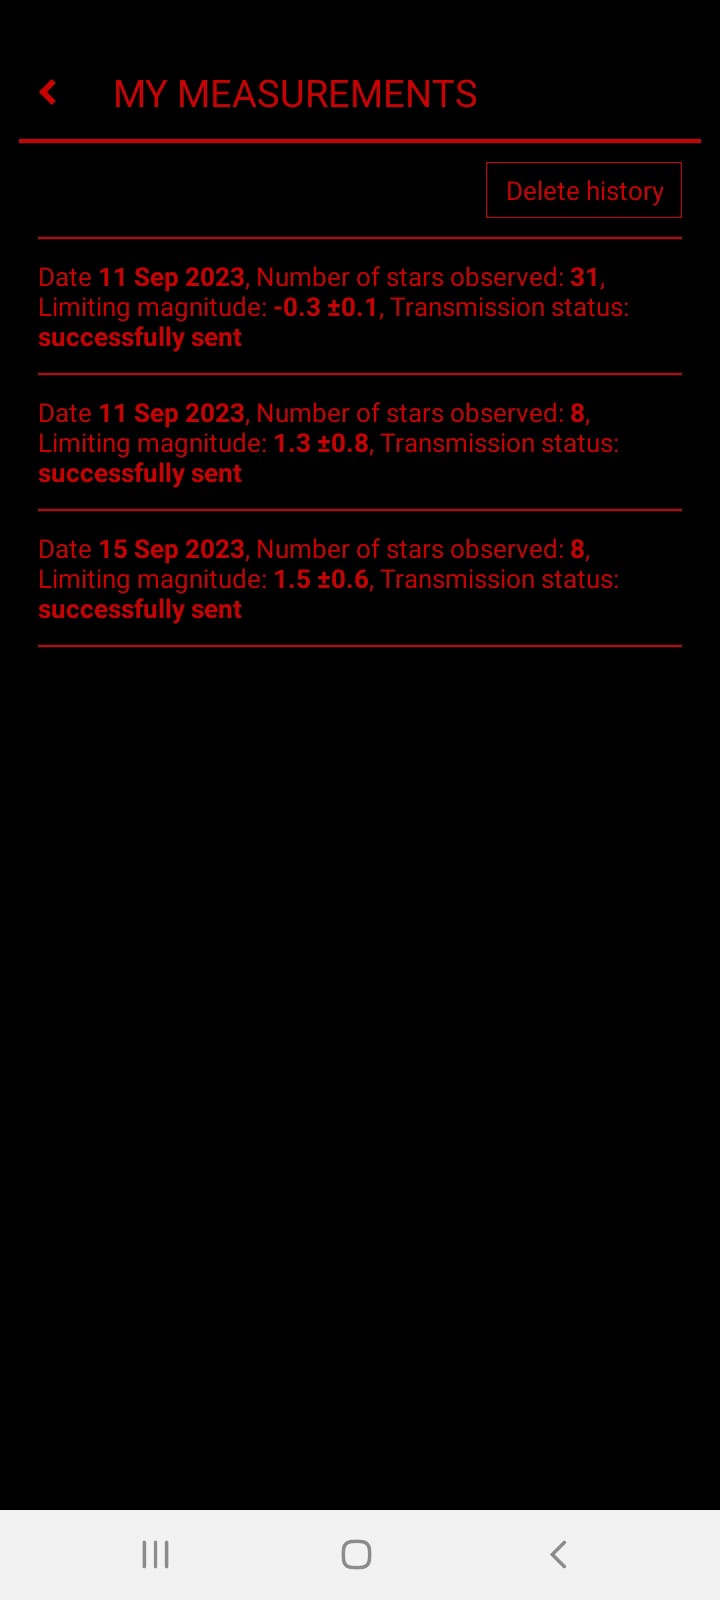 MY MEASUREMENTS
Delete history
Date 11 Sep 2023, Number of stars observed: 31,
Limiting magnitude: -0.3 ±0.1, Transmission status:
successfully sent
Date 11 Sep 2023, Number of stars observed: 8,
Limiting magnitude: 1.3 ±0.8, Transmission status:
successfully sent
Date 15 Sep 2023, Number of stars observed: 8,
Limiting magnitude: 1.5 ±0.6, Transmission status:
successfully sent